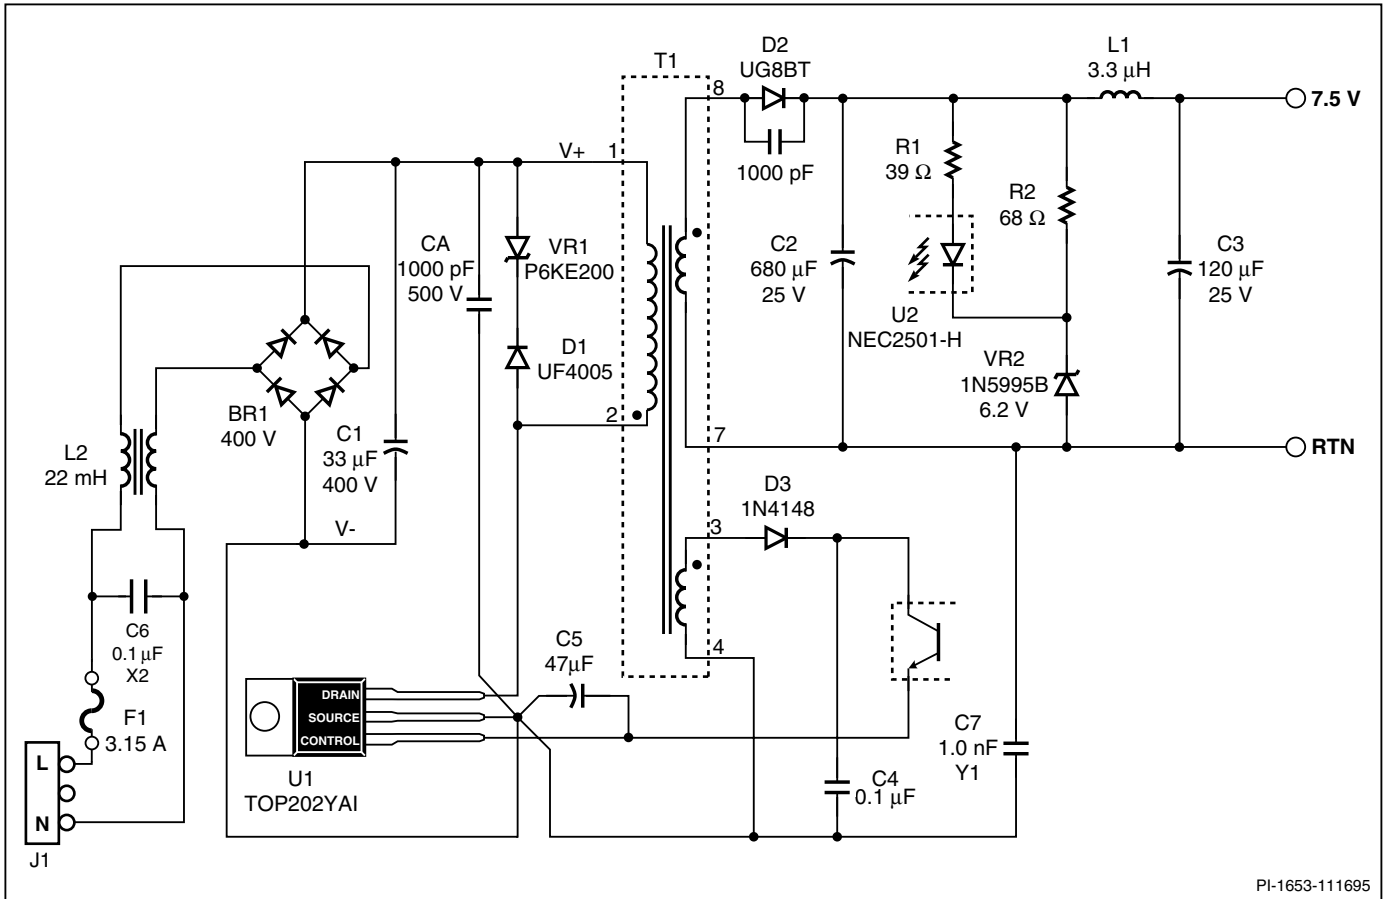 D2
UG8BT
L1
3.3 µH
T1
8
7.5 V
1000 pF
V+
1
R1
39 Ω
R2
68 Ω
CA
1000 pF
500 V
VR1
P6KE200
C2
680 µF
25 V
C3
120 µF
25 V
U2
NEC2501-H
D1
UF4005
VR2
1N5995B
6.2 V
BR1
400 V
2
C1
33 µF
400 V
7
RTN
L2
22 mH
V-
D3
1N4148
3
C6
0.1 µF
X2
C5
47µF
4
DRAIN
SOURCE
CONTROL
F1
3.15 A
C7
1.0 nF
Y1
L
N
J1
U1
TOP202YAI
C4
0.1 µF
PI-1653-111695